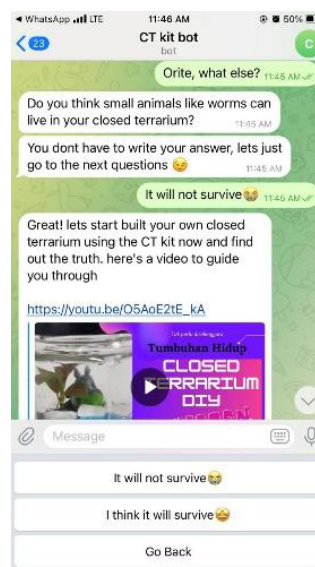 WhatsApp LTE 11:46 AM 50%
23
CT kit bot
bot
C
Orite, what else? 11:45 AM
Do you think small animals like worms can
live in your closed terrarium?
11:45 AM
You dont have to write your answer, lets just
go to the next questions 😉
11:45 AM
It will not survive😭 11:45 AM
Great! lets start built your own closed
terrarium using the CT kit now and find
out the truth. here's a video to guide
you through
https://youtu.be/O5AoE2tE_kA
Tumbuhan Hidup
CLOSED
TERRARIUM
DIY
Message
It will not survive😭
I think it will survive🤩
Go Back